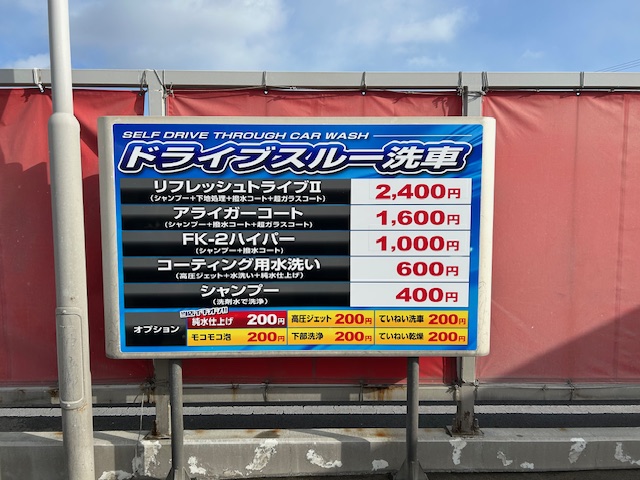 SELF DRIVE THROUGH CAR WASH
ドライブスルー洗車
リフレッシュトライブII 2,400円
(シャンプー+下地処理+撥水コート+超ガラスコート)
アライガーコート 1,600円
(シャンプー+撥水コート+超ガラスコート)
FK-2ハイパー 1,000円
(シャンプー+撥水コート)
コーティング用水洗い 600円
(高圧ジェット+水洗い+純水仕上げ)
シャンプー 400円
(洗剤水で洗浄)
オプション
純水仕上げ 200円 高圧ジェット 200円 ていねい洗車 200円
モコモコ泡 200円 下部洗浄 200円 ていねい乾燥 200円